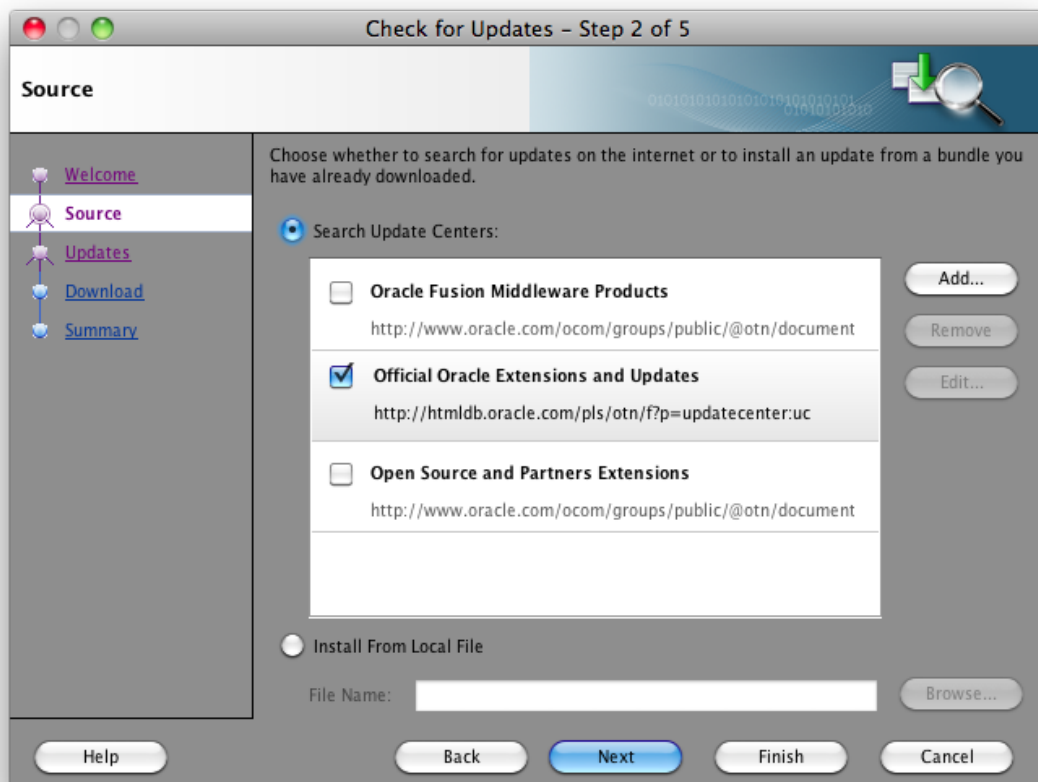 Check for Updates – Step 2 of 5
Source
0101010101010101010101010101
01010101010
Welcome
Source
Updates
Download
Summary
Choose whether to search for updates on the internet or to install an update from a bundle you
have already downloaded.
Search Update Centers:
Oracle Fusion Middleware Products
http://www.oracle.com/ocom/groups/public/@otn/document
Official Oracle Extensions and Updates
http://htmldb.oracle.com/pls/otn/f?p=updatecenter:uc
Open Source and Partners Extensions
http://www.oracle.com/ocom/groups/public/@otn/document
Add...
Remove
Edit...
Install From Local File
File Name:
Browse...
Help
Back
Next
Finish
Cancel